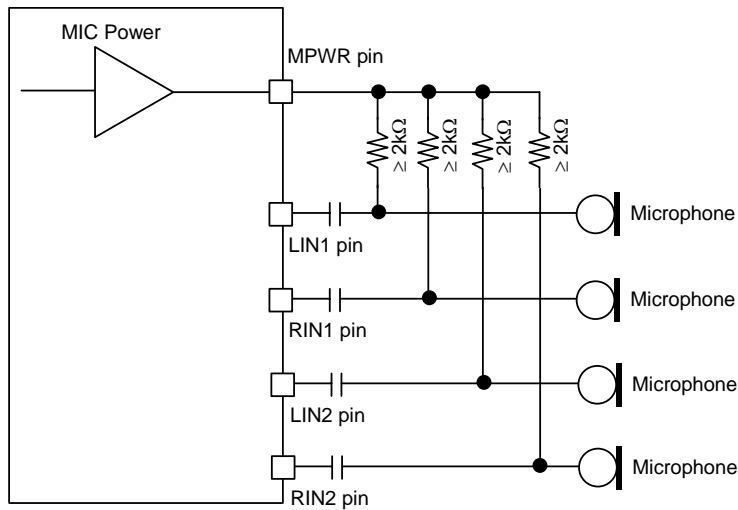 MIC Power
MPWR pin
≥ 2kΩ
≥ 2kΩ
≥ 2kΩ
≥ 2kΩ
LIN1 pin
Microphone
RIN1 pin
Microphone
LIN2 pin
Microphone
RIN2 pin
Microphone